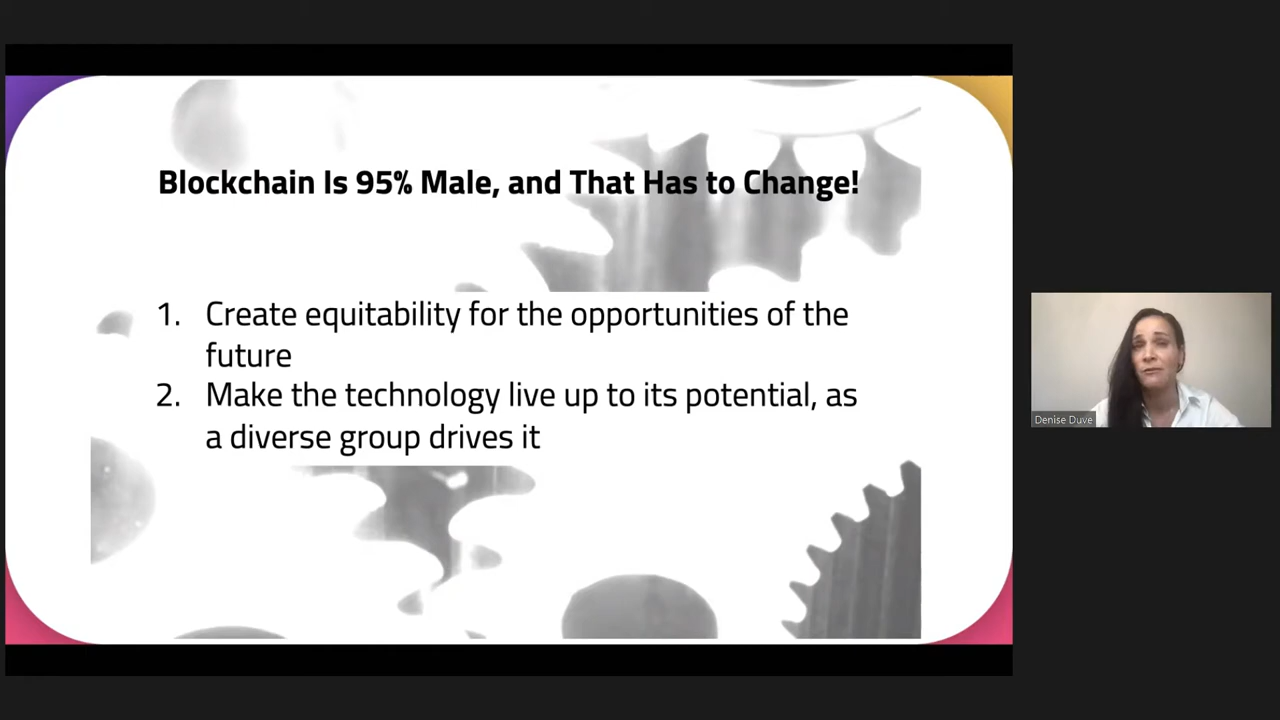 Blockchain Is 95% Male, and That Has to Change!
1. Create equitability for the opportunities of the
future
2. Make the technology live up to its potential, as
a diverse group drives it
Denise Duve